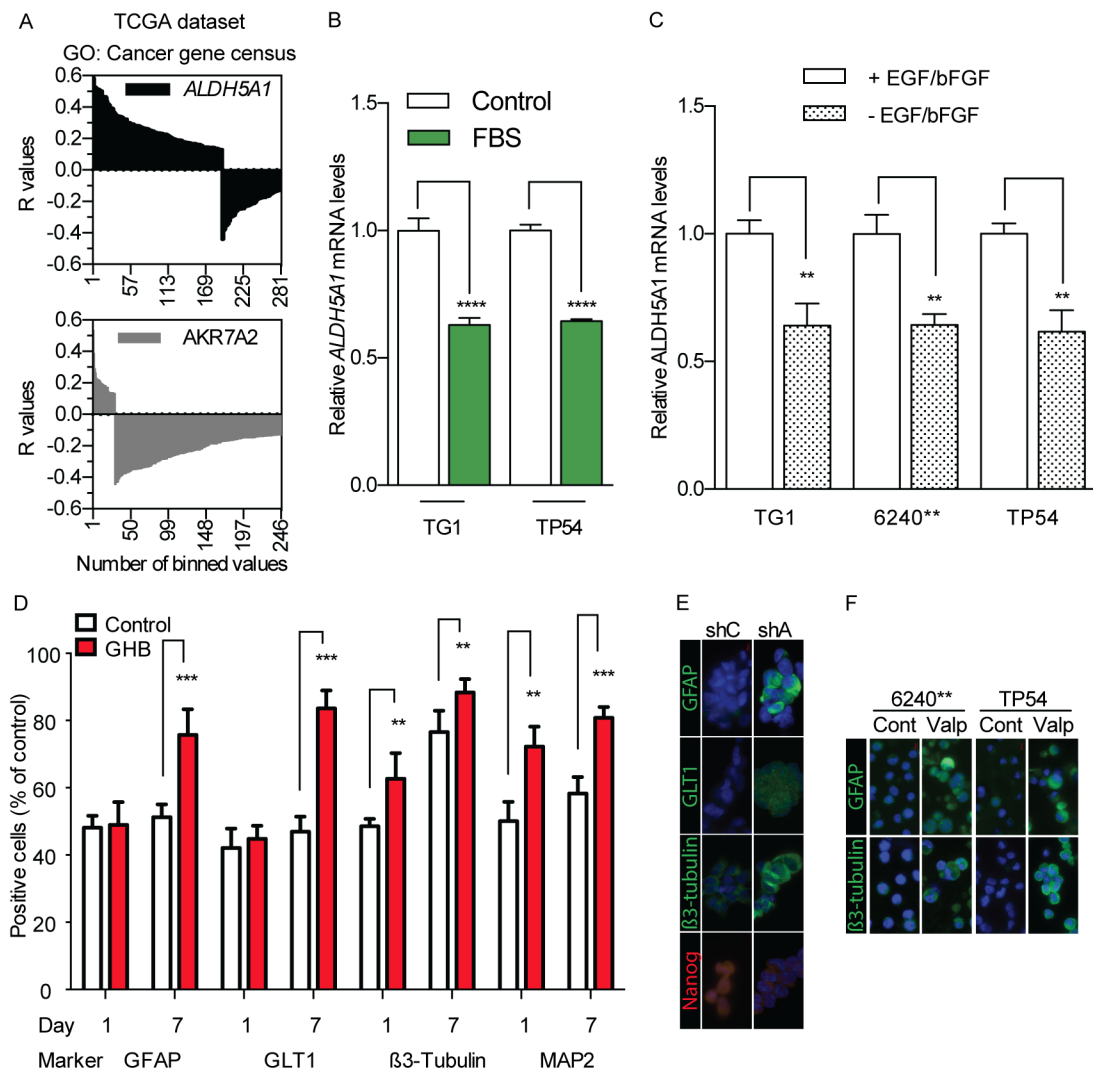 A
TCGA dataset
GO: Cancer gene census
0.6
0.4
0.2
0.0
-0.2
-0.4
-0.6
R values
ALDH5A1
1
57
113
169
225
281
0.6
0.4
0.2
0.0
-0.2
-0.4
-0.6
R values
AKR7A2
1
50
99
148
197
246
Number of binned values
B
Control
FBS
Relative ALDH5A1 mRNA levels
1.5
1.0
0.5
0.0
****
****
TG1
TP54
C
+ EGF/bFGF
- EGF/bFGF
Relative ALDH5A1 mRNA levels
1.5
1.0
0.5
0.0
**
**
**
TG1
6240**
TP54
D
Control
GHB
Positive cells (% of control)
100
80
60
40
20
0
***
***
**
**
**
***
Day 1 7 1 7 1 7 1 7
Marker GFAP GLT1 ß3-Tubulin MAP2
E
shC shA
GFAP
GLT1
ß3-tubulin
Nanog
F
6240** TP54
Cont Valp Cont Valp
GFAP
ß3-tubulin